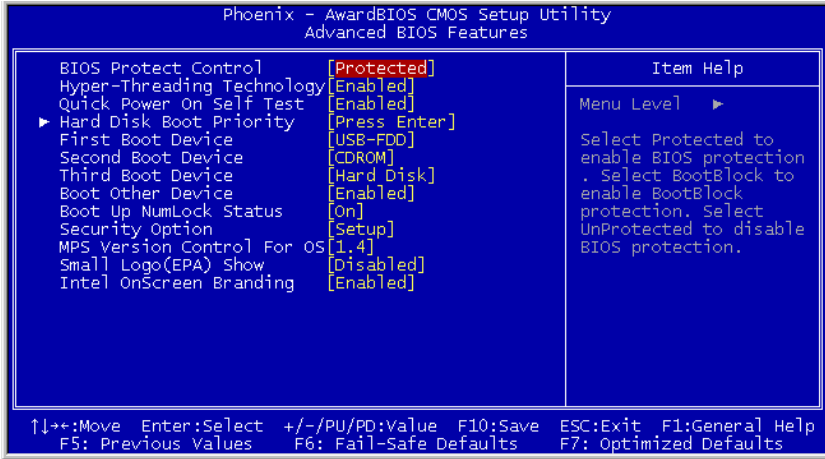 Phoenix - AwardBIOS CMOS Setup Utility
Advanced BIOS Features
BIOS Protect Control [Protected]
Hyper-Threading Technology[Enabled]
Quick Power On Self Test [Enabled]
▶ Hard Disk Boot Priority [Press Enter]
First Boot Device [USB-FDD]
Second Boot Device [CDROM]
Third Boot Device [Hard Disk]
Boot Other Device [Enabled]
Boot Up NumLock Status [On]
Security Option [Setup]
MPS Version Control For OS[1.4]
Small Logo(EPA) Show [Disabled]
Intel OnScreen Branding [Enabled]
Item Help
Menu Level ▶
Select Protected to
enable BIOS protection
. Select BootBlock to
enable BootBlock
protection. Select
UnProtected to disable
BIOS protection.
↑↓→←:Move Enter:Select +/-/PU/PD:Value F10:Save ESC:Exit F1:General Help
F5: Previous Values F6: Fail-Safe Defaults F7: Optimized Defaults